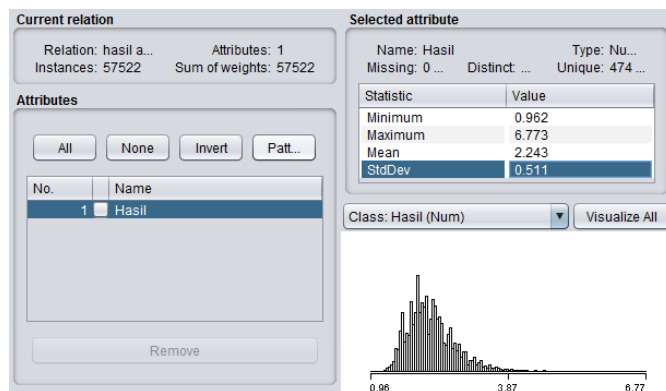 Current relation
Relation: hasil a... Attributes: 1
Instances: 57522 Sum of weights: 57522
Attributes
All None Invert Patt...
No. Name
1 Hasil
Remove
Selected attribute
Name: Hasil Type: Nu...
Missing: 0 ... Distinct: ... Unique: 474 ...
Statistic Value
Minimum 0.962
Maximum 6.773
Mean 2.243
StdDev 0.511
Class: Hasil (Num) Visualize All
0.96 3.87 6.77